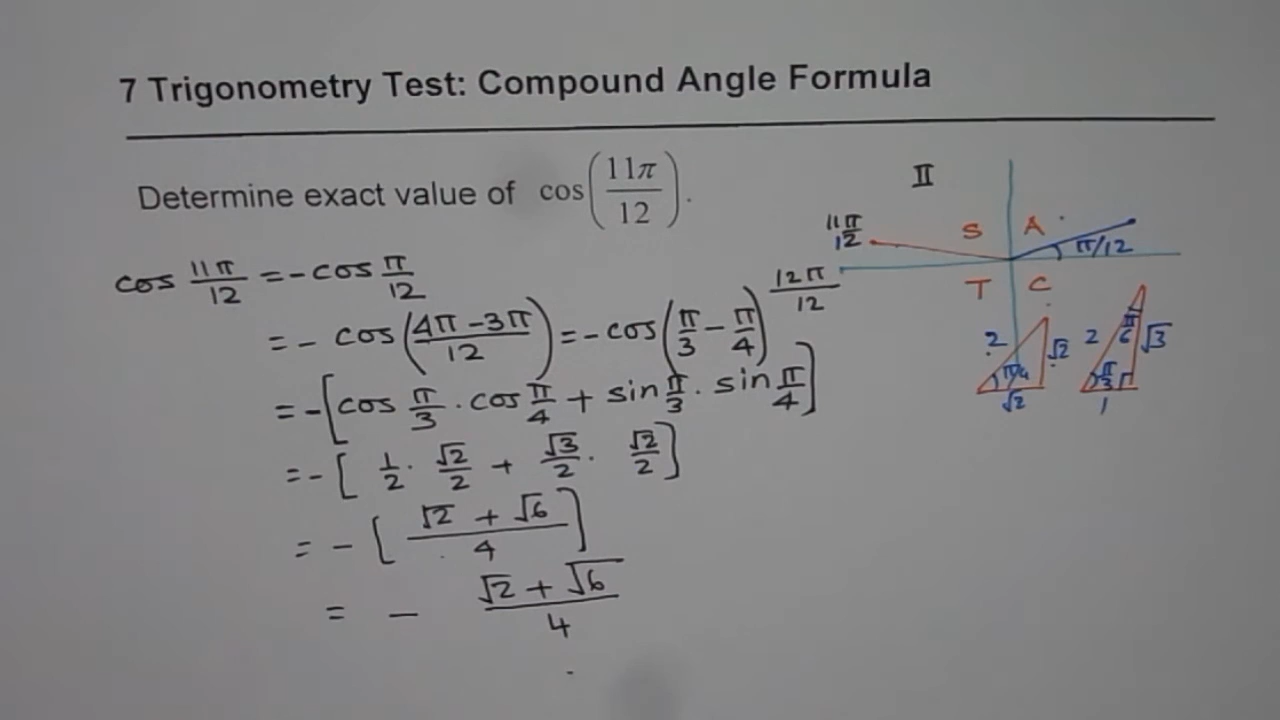 7 Trigonometry Test: Compound Angle Formula
Determine exact value of cos(11π/12).
II
11π/12
S A
π/12
T C
12π/12
cos 11π/12 = -cos π/12
= - cos(4π - 3π/12) = -cos(π/3 - π/4)
= -[cos π/3 . cos π/4 + sin π/3 . sin π/4]
= -[ 1/2 . √2/2 + √3/2 . √2/2 ]
= - [ √2 + √6 / 4 ]
= - √2 + √6 / 4
2 π/4 √2
√2
2 π/6 √3
π/3
1